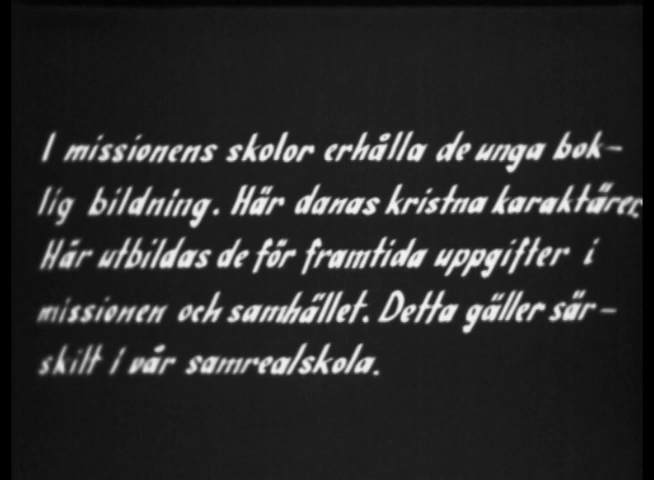 I missionens skolor erhålla de unga bok-
lig bildning. Här danas kristna karaktärer.
Här utbildas de för framtida uppgifter i
missionen och samhället. Detta gäller sär-
skilt i vår samrealskola.